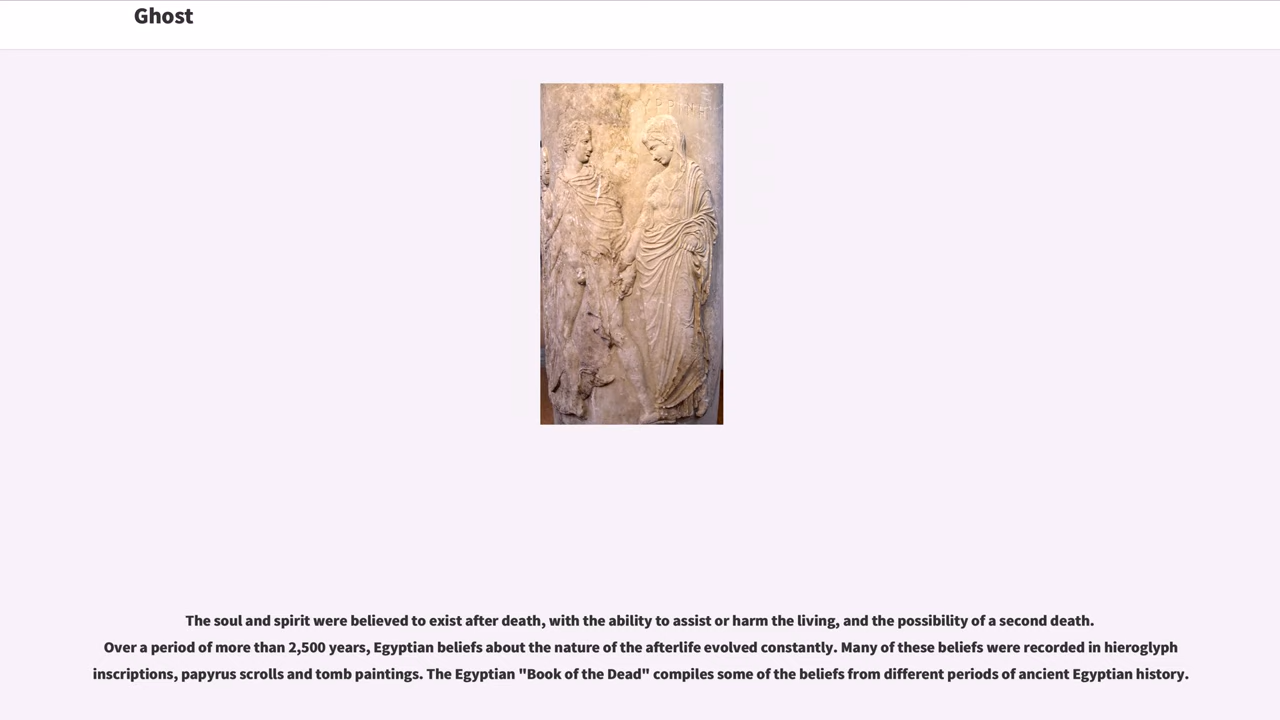 Ghost
The soul and spirit were believed to exist after death, with the ability to assist or harm the living, and the possibility of a second death.
Over a period of more than 2,500 years, Egyptian beliefs about the nature of the afterlife evolved constantly. Many of these beliefs were recorded in hieroglyph
inscriptions, papyrus scrolls and tomb paintings. The Egyptian "Book of the Dead" compiles some of the beliefs from different periods of ancient Egyptian history.